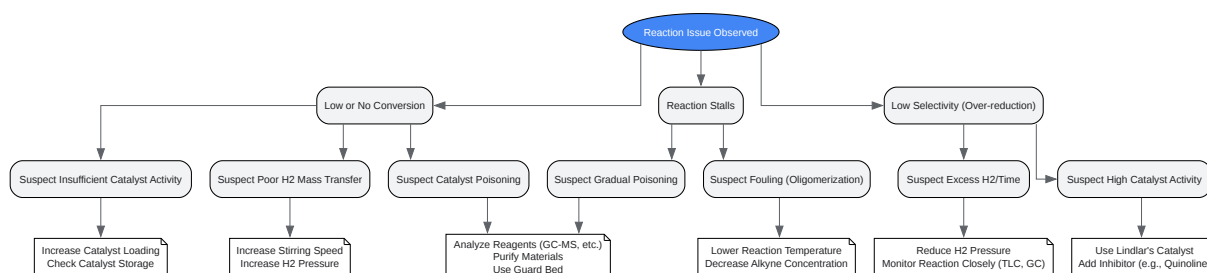 Reaction Issue Observed
Low or No Conversion
Reaction Stalls
Low Selectivity (Over-reduction)
Suspect Insufficient Catalyst Activity
Suspect Poor H2 Mass Transfer
Suspect Catalyst Poisoning
Suspect Gradual Poisoning
Suspect Fouling (Oligomerization)
Suspect Excess H2/Time
Suspect High Catalyst Activity
Increase Catalyst Loading
Check Catalyst Storage
Increase Stirring Speed
Increase H2 Pressure
Analyze Reagents (GC-MS, etc.)
Purify Materials
Use Guard Bed
Lower Reaction Temperature
Decrease Alkyne Concentration
Reduce H2 Pressure
Monitor Reaction Closely (TLC, GC)
Use Lindlar's Catalyst
Add Inhibitor (e.g., Quinoline